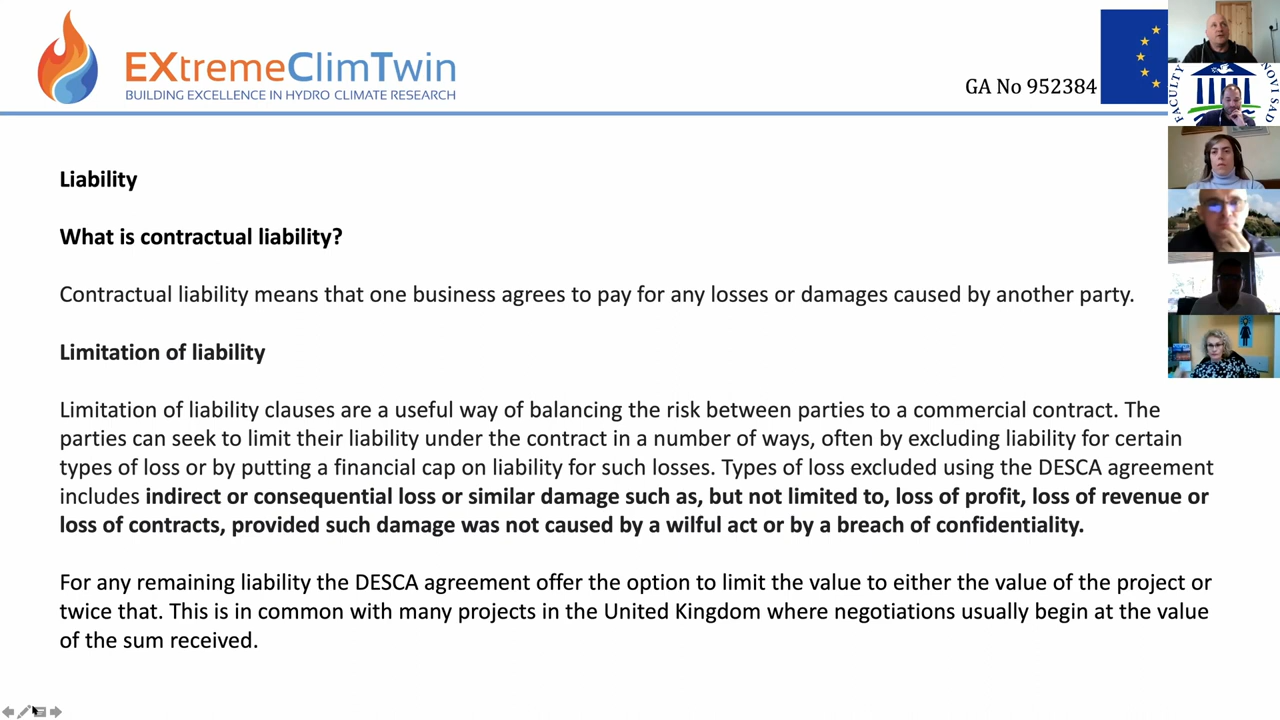 EXtremeClimTwin
BUILDING EXCELLENCE IN HYDRO CLIMATE RESEARCH
GA No 952384
FACULTY
NOVI SAD
Liability
What is contractual liability?
Contractual liability means that one business agrees to pay for any losses or damages caused by another party.
Limitation of liability
Limitation of liability clauses are a useful way of balancing the risk between parties to a commercial contract. The
parties can seek to limit their liability under the contract in a number of ways, often by excluding liability for certain
types of loss or by putting a financial cap on liability for such losses. Types of loss excluded using the DESCA agreement
includes indirect or consequential loss or similar damage such as, but not limited to, loss of profit, loss of revenue or
loss of contracts, provided such damage was not caused by a wilful act or by a breach of confidentiality.
For any remaining liability the DESCA agreement offer the option to limit the value to either the value of the project or
twice that. This is in common with many projects in the United Kingdom where negotiations usually begin at the value
of the sum received.